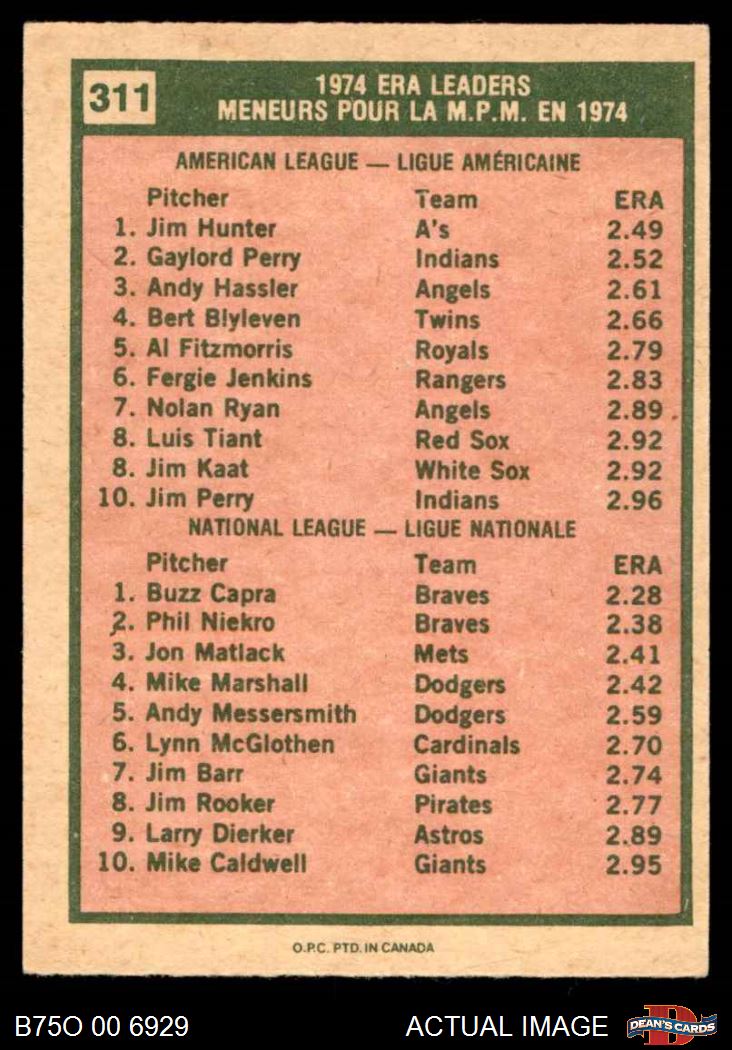 311
1974 ERA LEADERS
MENEURS POUR LA M.P.M. EN 1974
AMERICAN LEAGUE — LIGUE AMÉRICAINE
Pitcher Team ERA
1. Jim Hunter A's 2.49
2. Gaylord Perry Indians 2.52
3. Andy Hassler Angels 2.61
4. Bert Blyleven Twins 2.66
5. Al Fitzmorris Royals 2.79
6. Fergie Jenkins Rangers 2.83
7. Nolan Ryan Angels 2.89
8. Luis Tiant Red Sox 2.92
8. Jim Kaat White Sox 2.92
10. Jim Perry Indians 2.96
NATIONAL LEAGUE — LIGUE NATIONALE
Pitcher Team ERA
1. Buzz Capra Braves 2.28
2. Phil Niekro Braves 2.38
3. Jon Matlack Mets 2.41
4. Mike Marshall Dodgers 2.42
5. Andy Messersmith Dodgers 2.59
6. Lynn McGlothen Cardinals 2.70
7. Jim Barr Giants 2.74
8. Jim Rooker Pirates 2.77
9. Larry Dierker Astros 2.89
10. Mike Caldwell Giants 2.95
O.P.C. PTD. IN CANADA
B75O 00 6929 ACTUAL IMAGE D DEAN'S CARDS